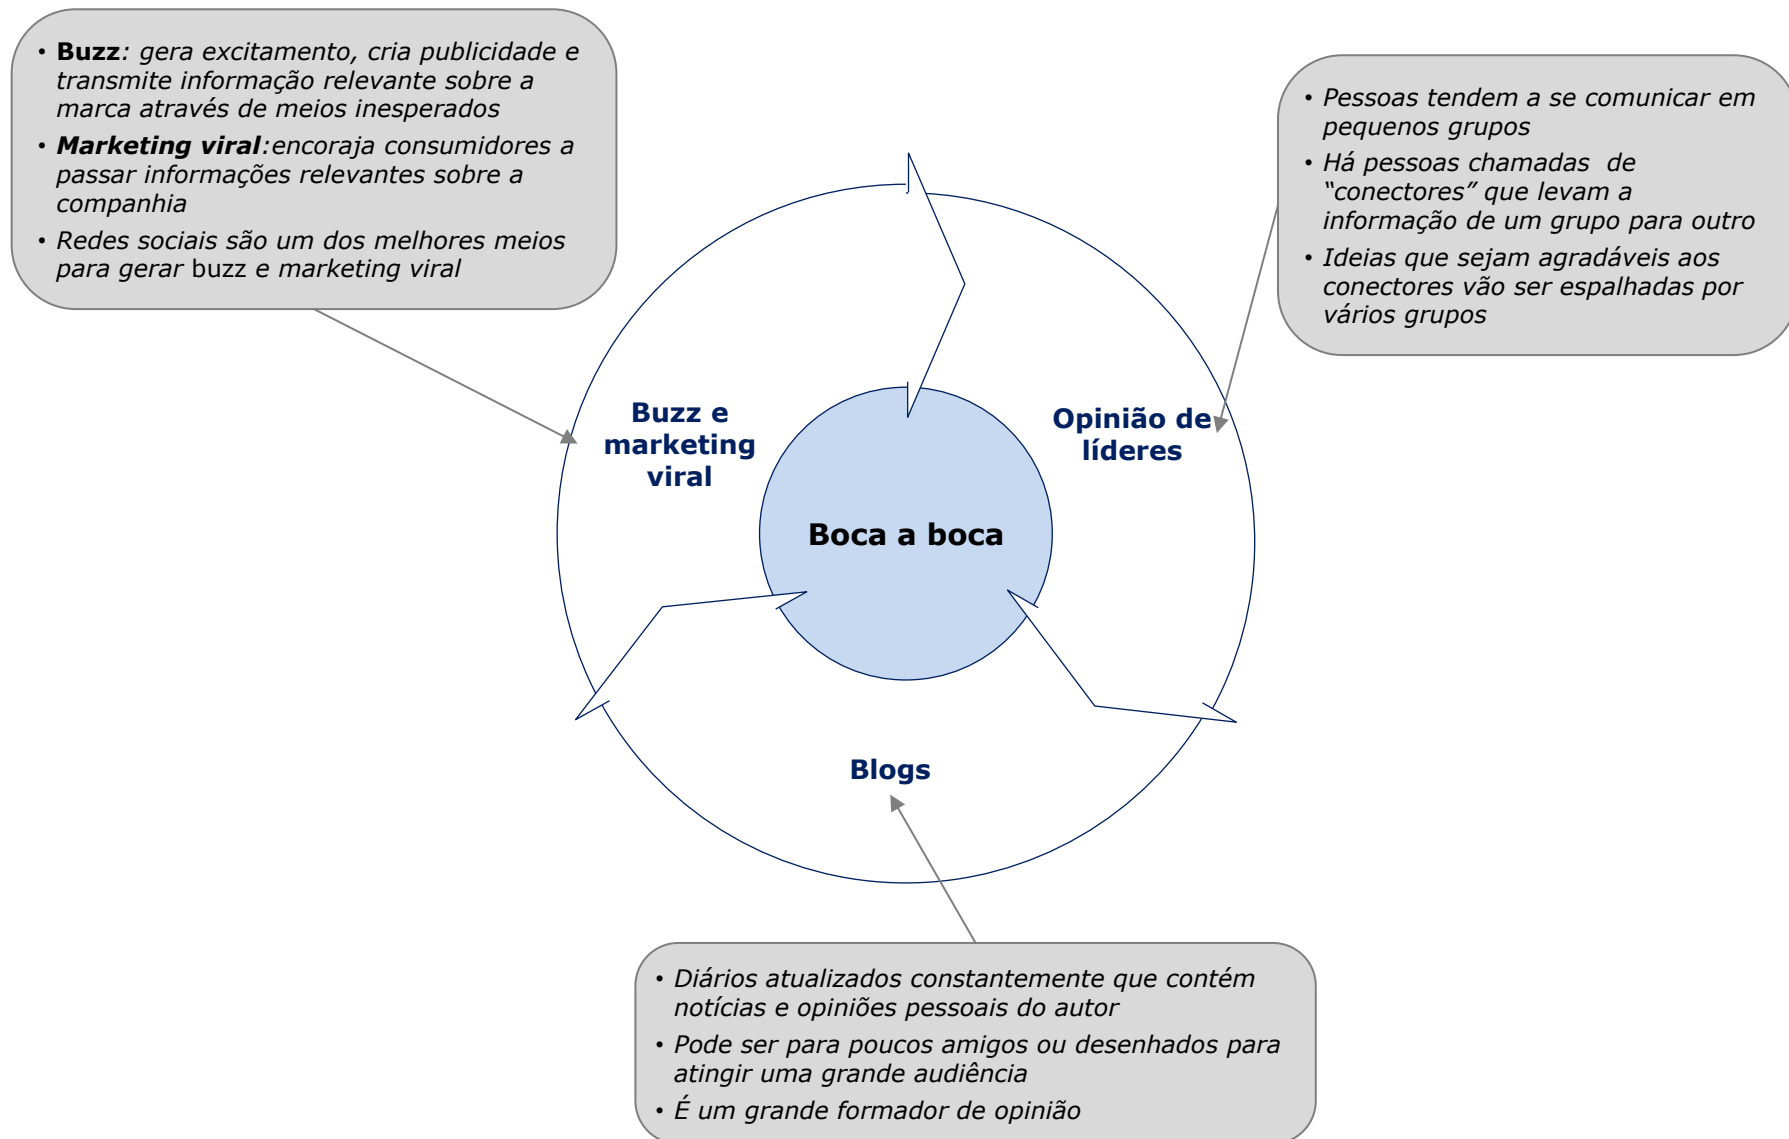 • Buzz: gera excitamento, cria publicidade e
transmite informação relevante sobre a
marca através de meios inesperados
• Marketing viral:encoraja consumidores a
passar informações relevantes sobre a
companhia
• Redes sociais são um dos melhores meios
para gerar buzz e marketing viral
• Pessoas tendem a se comunicar em
pequenos grupos
• Há pessoas chamadas de
“conectores” que levam a
informação de um grupo para outro
• Ideias que sejam agradáveis aos
conectores vão ser espalhadas por
vários grupos
Buzz e
marketing
viral
Opinião de
líderes
Boca a boca
Blogs
• Diários atualizados constantemente que contém
notícias e opiniões pessoais do autor
• Pode ser para poucos amigos ou desenhados para
atingir uma grande audiência
• É um grande formador de opinião